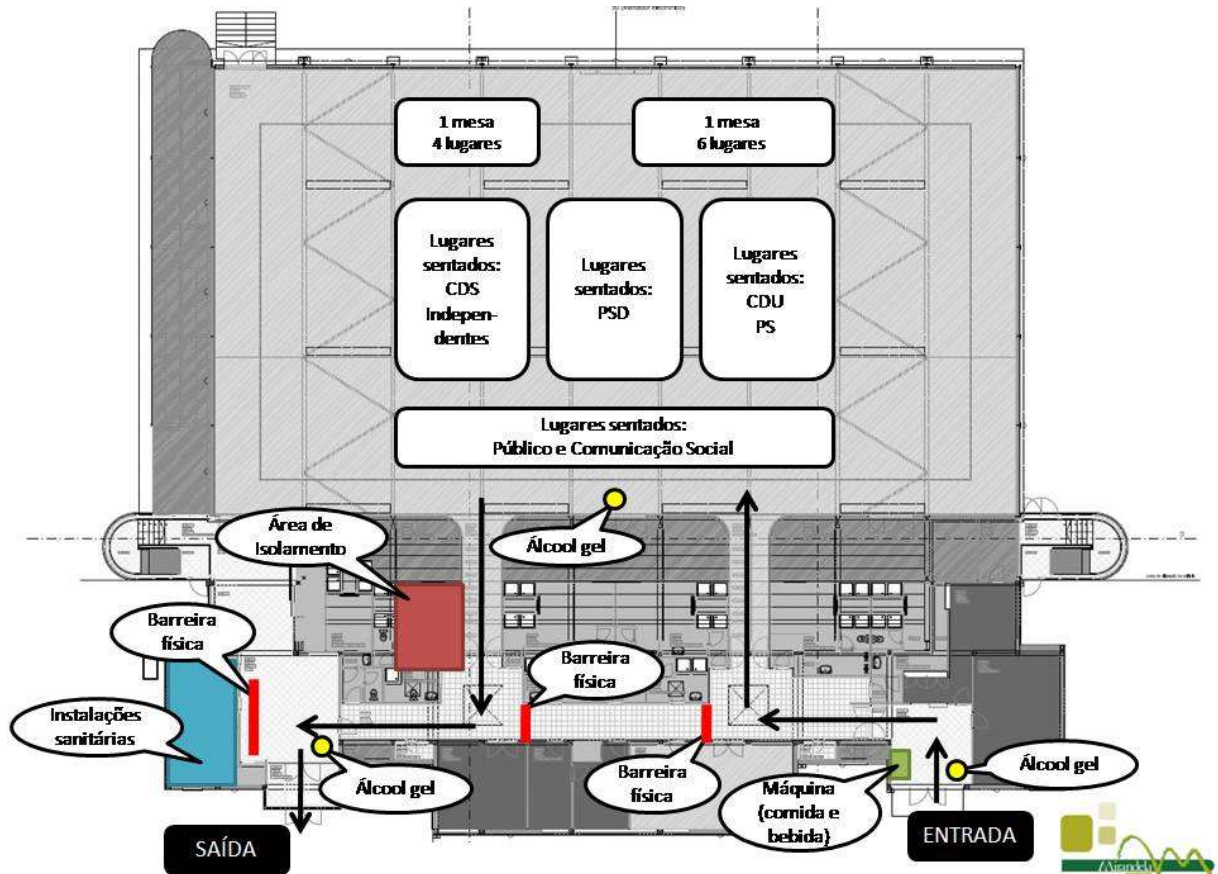 1 mesa
4 lugares
1 mesa
6 lugares
Lugares
sentados:
CDS
Indepen-
dentes
Lugares
sentados:
PSD
Lugares
sentados:
CDU
PS
Lugares sentados:
Público e Comunicação Social
Área de
Isolamento
Álcool gel
Barreira
física
Barreira
física
Instalações
sanitárias
Álcool gel
Barreira
física
Máquina
(comida e
bebida)
Álcool gel
SAÍDA
ENTRADA
Mirandela